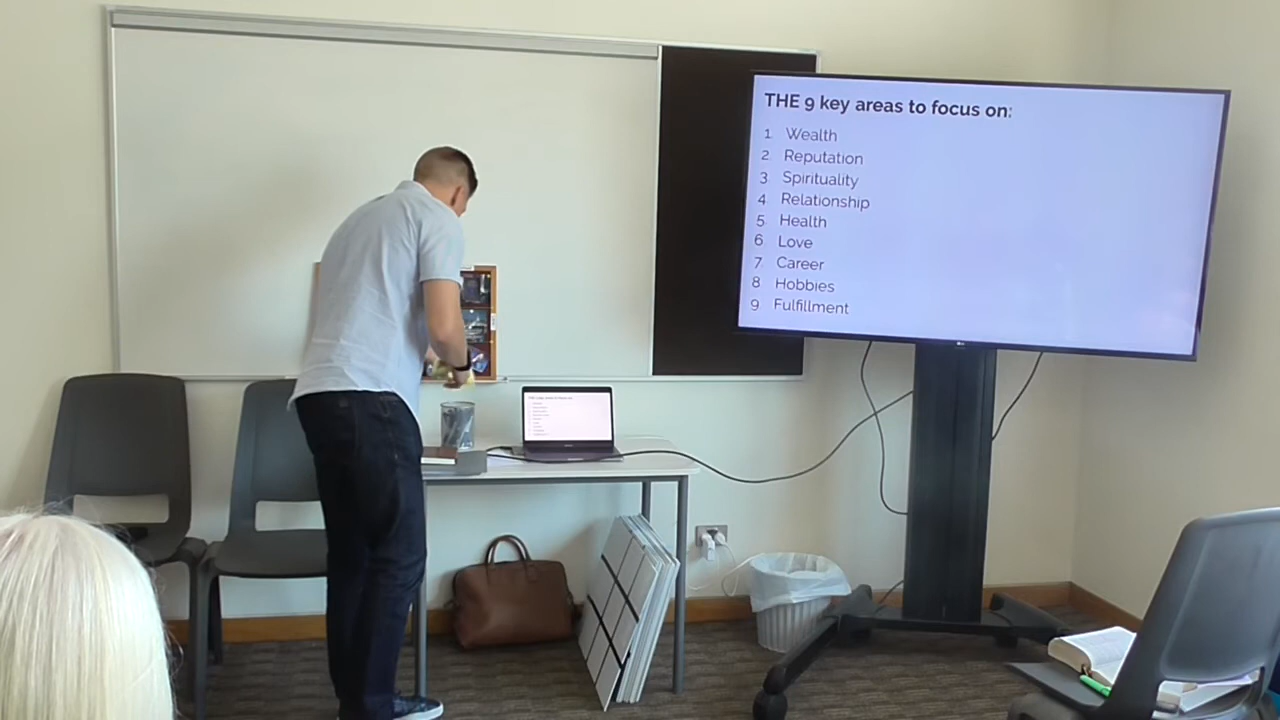 THE 9 key areas to focus on:
1. Wealth
2. Reputation
3. Spirituality
4. Relationship
5. Health
6. Love
7. Career
8. Hobbies
9. Fulfillment